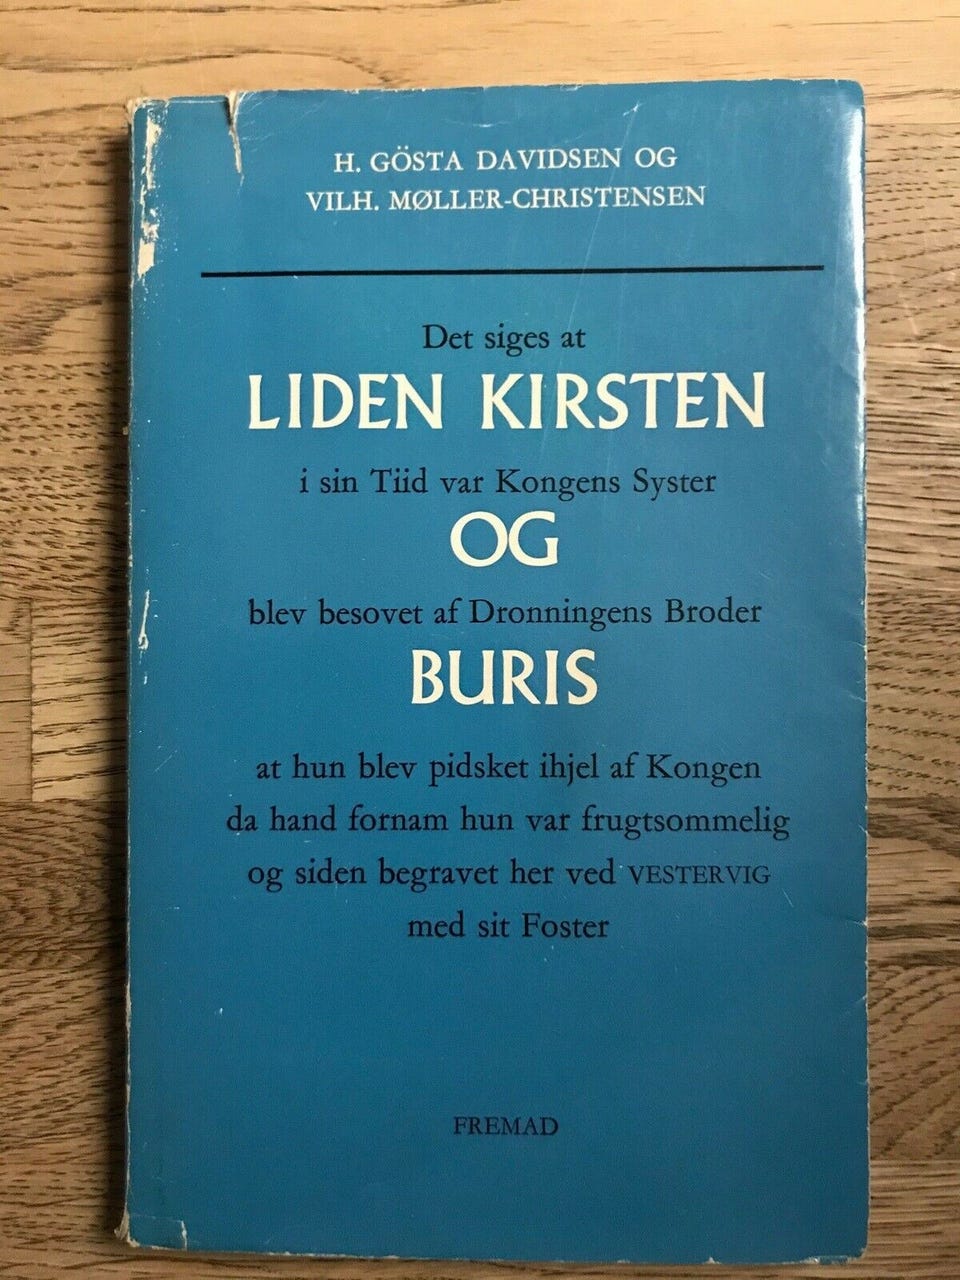 H. GÖSTA DAVIDSEN OG
VILH. MØLLER-CHRISTENSEN
Det siges at
LIDEN KIRSTEN
i sin Tiid var Kongens Syster
OG
blev besovet af Dronningens Broder
BURIS
at hun blev pidsket ihjel af Kongen
da hand fornam hun var frugtsommelig
og siden begravet her ved VESTERVIG
med sit Foster
FREMAD